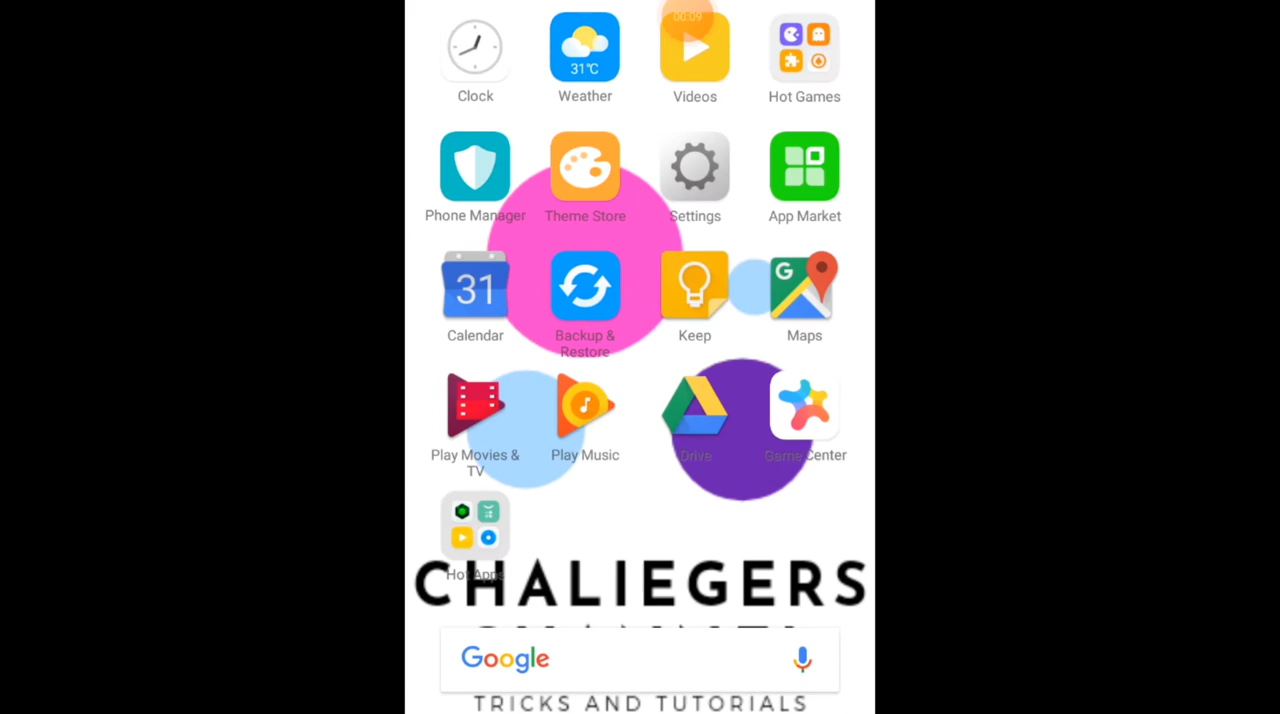 00:09
31°C
Clock
Weather
Videos
Hot Games
Phone Manager
Theme Store
Settings
App Market
G
31
Calendar
Backup &
Restore
Keep
Maps
Play Movies &
TV
Play Music
Drive
Game Center
Hot Apps
CHALIEGERS
Google
TRICKS AND TUTORIALS